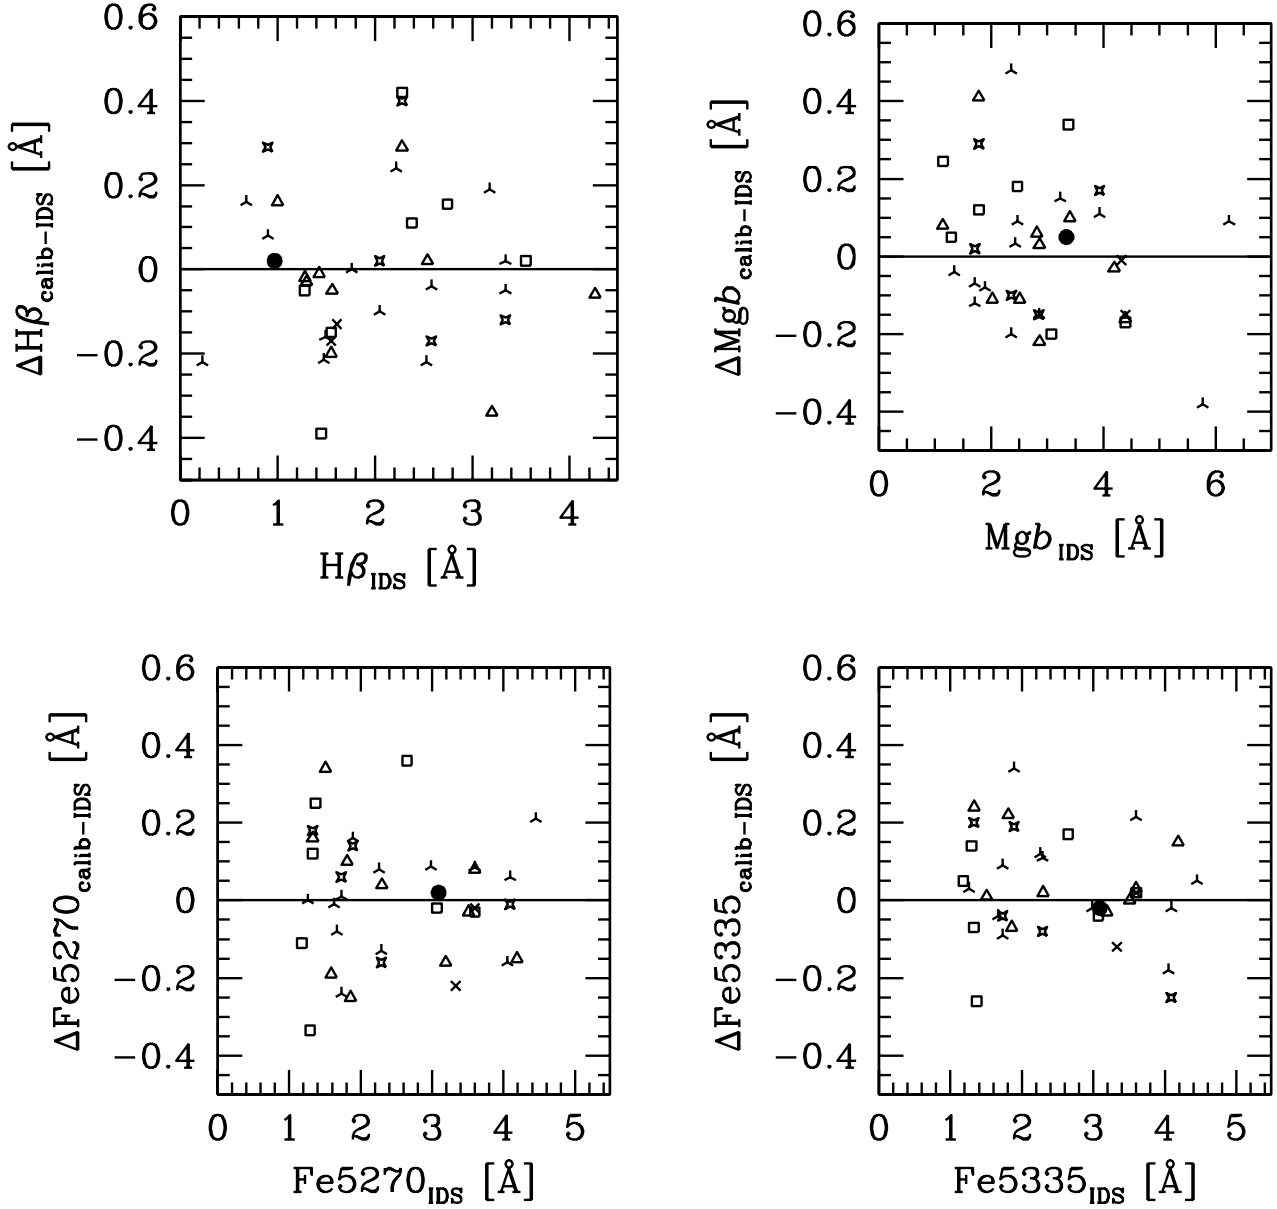 0.6
0.4
0.2
0
−0.2
−0.4
ΔHβcalib−IDS [Å]
0 1 2 3 4
HβIDS [Å]
0.6
0.4
0.2
0
−0.2
−0.4
ΔMgbcalib−IDS [Å]
0 2 4 6
MgbIDS [Å]
0.6
0.4
0.2
0
−0.2
−0.4
ΔFe5270calib−IDS [Å]
0 1 2 3 4 5
Fe5270IDS [Å]
0.6
0.4
0.2
0
−0.2
−0.4
ΔFe5335calib−IDS [Å]
0 1 2 3 4 5
Fe5335IDS [Å]